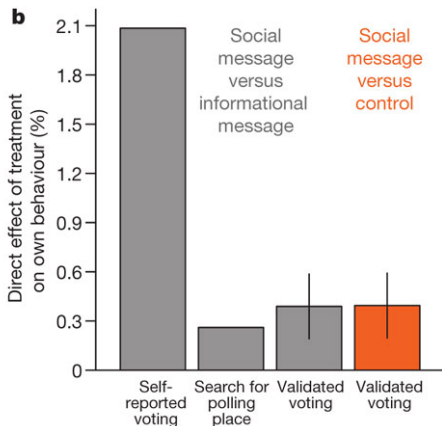 b
Direct effect of treatment
on own behaviour (%)
2.1
1.8
1.5
1.2
0.9
0.6
0.3
0
Social
message
versus
informational
message
Social
message
versus
control
Self-
reported
voting
Search for
polling
place
Validated
voting
Validated
voting